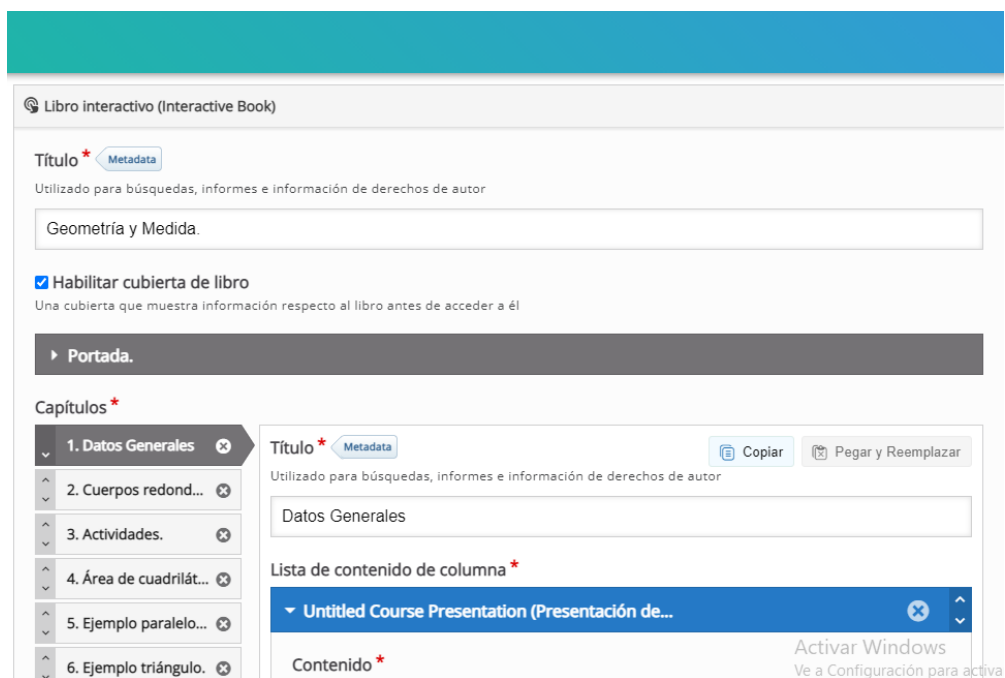 Libro interactivo (Interactive Book)
Título * Metadata
Utilizado para búsquedas, informes e información de derechos de autor
Geometría y Medida.
Habilitar cubierta de libro
Una cubierta que muestra información respecto al libro antes de acceder a él
Portada.
Capítulos *
1. Datos Generales
2. Cuerpos redond...
3. Actividades.
4. Área de cuadrilát...
5. Ejemplo paralelo...
6. Ejemplo triángulo.
Título * Metadata
Copiar
Pegar y Reemplazar
Utilizado para búsquedas, informes e información de derechos de autor
Datos Generales
Lista de contenido de columna *
Untitled Course Presentation (Presentación de...
Contenido *
Activar Windows
Ve a Configuración para activa